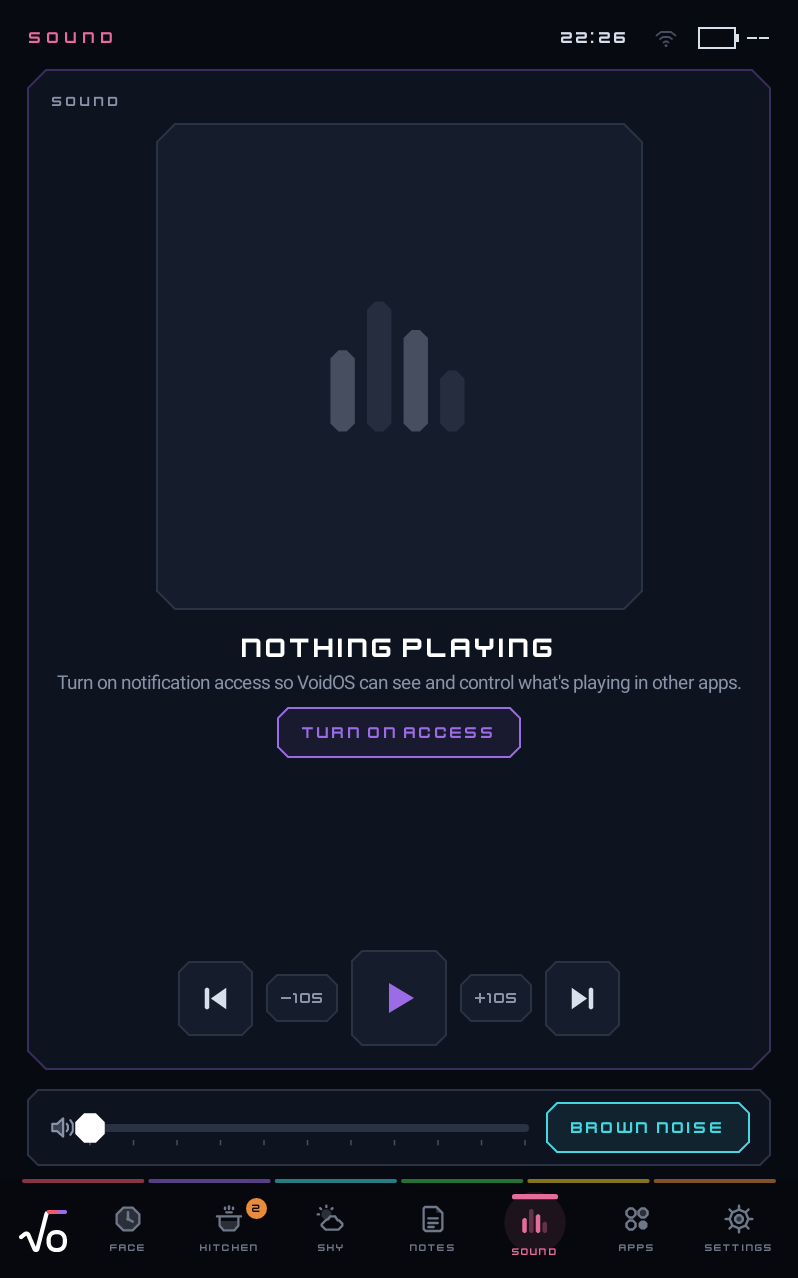 SOUND
22:26
--
SOUND
NOTHING PLAYING
Turn on notification access so VoidOS can see and control what's playing in other apps.
TURN ON ACCESS
-10S
+10S
BROWN NOISE
2
FACE
KITCHEN
SKY
NOTES
SOUND
APPS
SETTINGS